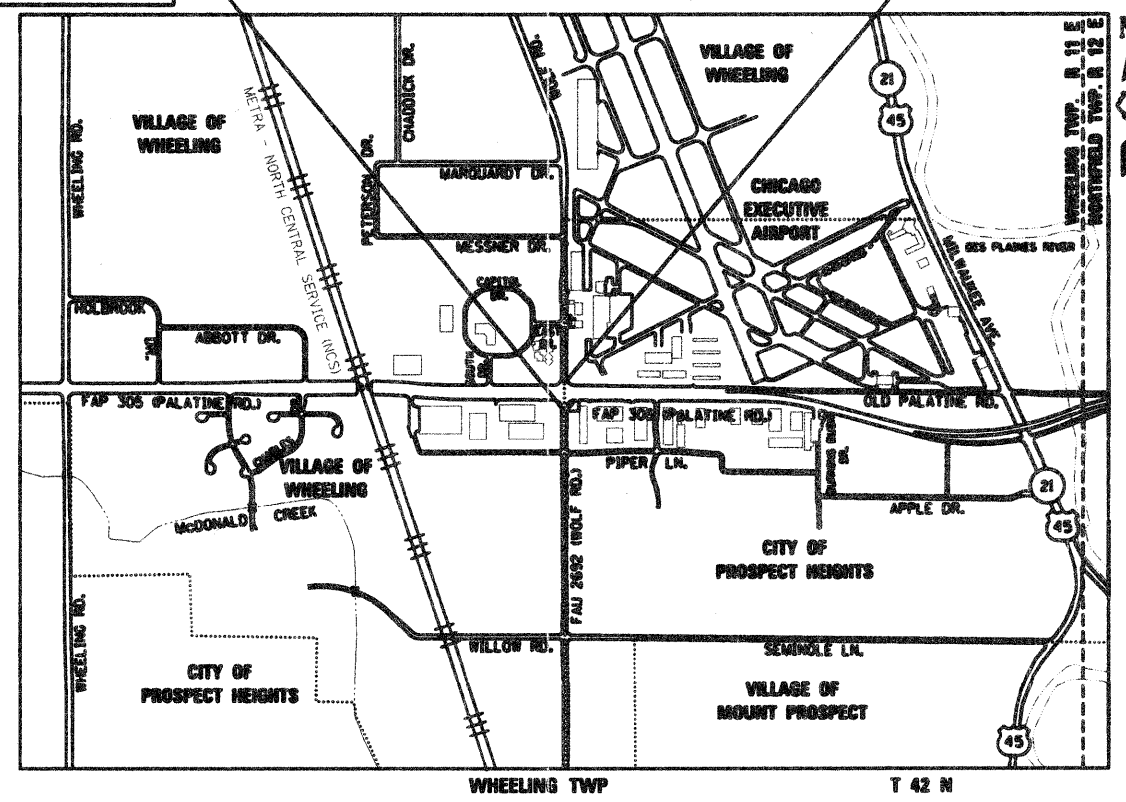 VILLAGE OF
WHEELING
VILLAGE OF
WHEELING
21
45
WHEELING TWP. R 11 E
NORTHFIELD TWP. R 12 E
WHEELING RD.
METRA - NORTH CENTRAL SERVICE (NCS)
CHADDICK DR.
PETERSON DR.
MARQUARDT DR.
MESSNER DR.
CHICAGO
EXECUTIVE
AIRPORT
MILWAUKEE AVE.
DES PLAINES RIVER
CAPITOL
DR.
HOLBROOK
DR.
ABBOTT DR.
FAP 305 (PALATINE RD.)
FAP 305 (PALATINE RD.)
OLD PALATINE RD.
VILLAGE OF
WHEELING
PIPER LN.
DR.
APPLE DR.
21
45
McDONALD CREEK
FAU 2692 (WOLF RD.)
CITY OF
PROSPECT HEIGHTS
WHEELING RD.
WILLOW RD.
SEMINOLE LN.
CITY OF
PROSPECT HEIGHTS
VILLAGE OF
MOUNT PROSPECT
45
WHEELING TWP
T 42 N